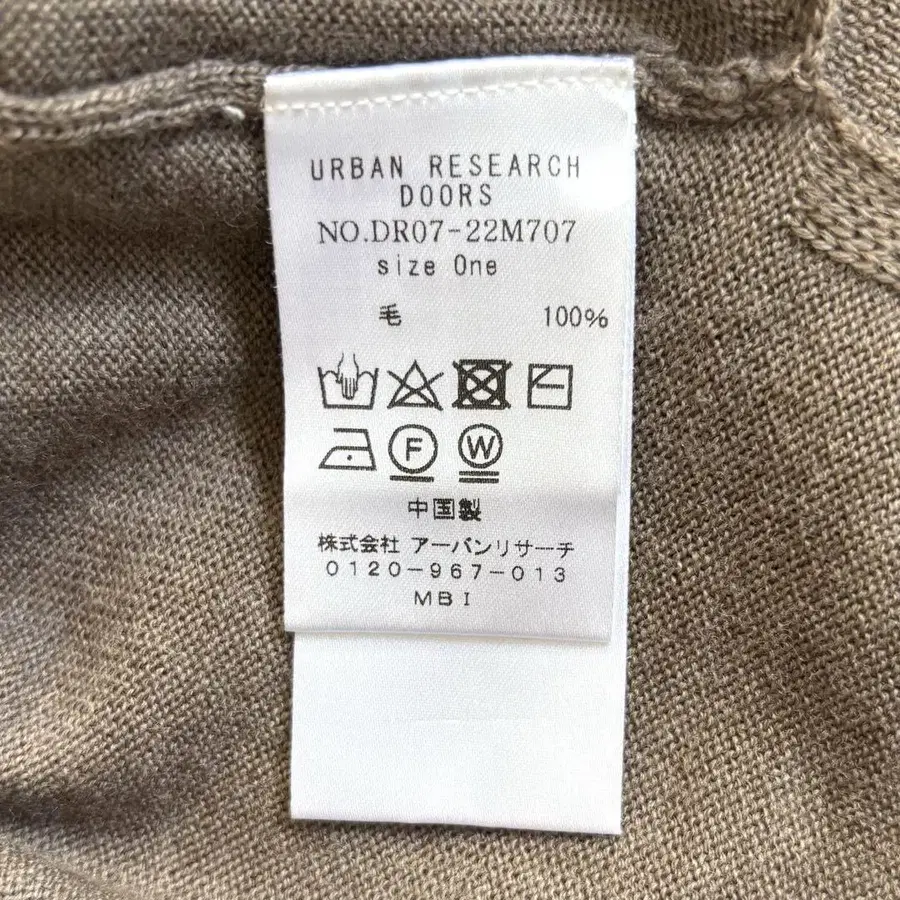 URBAN RESEARCH
DOORS
NO.DR07-22M707
size One
毛 100%
F W
中国製
株式会社 アーバンリサーチ
0120-967-013
MBI